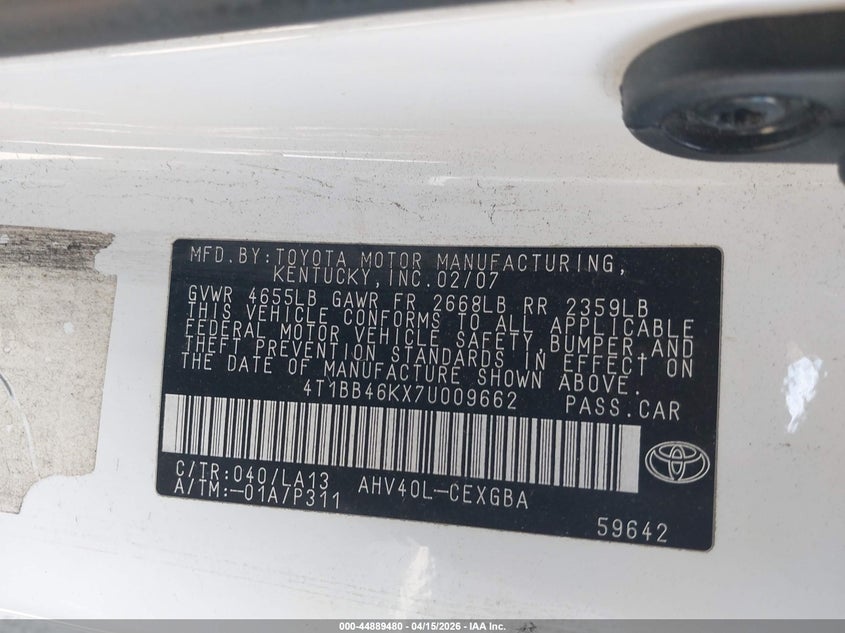 MFD.BY:TOYOTA MOTOR MANUFACTURING,
KENTUCKY, INC.02/07
GVWR 4655LB GAWR FR 2668LB RR 2359LB
THIS VEHICLE CONFORMS TO ALL APPLICABLE
FEDERAL MOTOR VEHICLE SAFETY, BUMPER, AND
THEFT PREVENTION STANDARDS IN EFFECT ON
THE DATE OF MANUFACTURE SHOWN ABOVE.
4T1BB46KX7U009662 PASS.CAR
C/TR:040/LA13
A/TM:-01A/P311 AHV40L-CEXGBA
59642
000-44889480 - 04/15/2026 - IAA Inc.